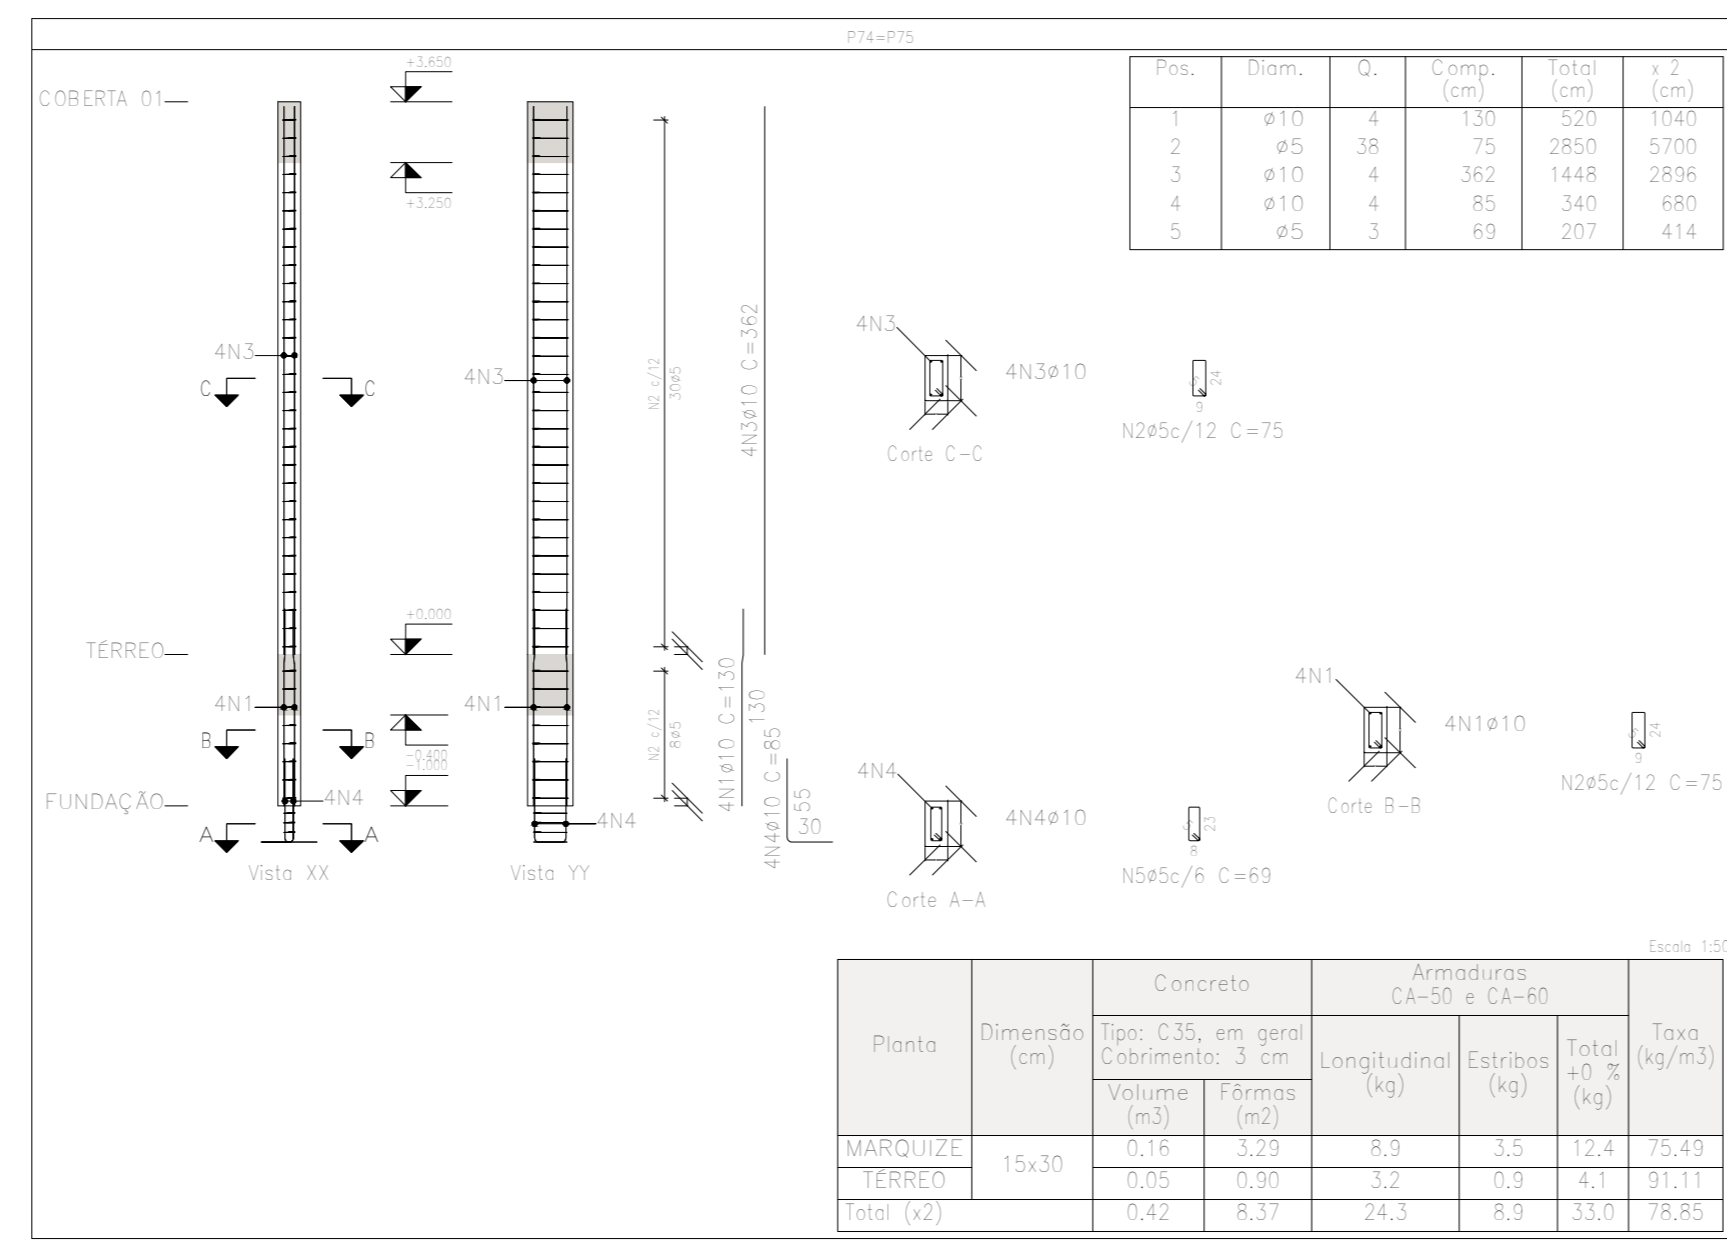 P74=P75
COBERTA 01
+3.650
+3.250
4N3
C
C
4N3
N2 c/12
30ø5
4N3ø10 C=362
TÉRREO
+0.000
4N1
B
B
4N1
-0.400
-1.000
N2 c/12
8ø5
4N1ø10 C=130
130
FUNDAÇÃO
4N4
A
A
4N4
4N4ø10 C=85
55
30
Vista XX
Vista YY
Pos. Diam. Q. Comp. (cm) Total (cm) x 2 (cm)
1 ø10 4 130 520 1040
2 ø5 38 75 2850 5700
3 ø10 4 362 1448 2896
4 ø10 4 85 340 680
5 ø5 3 69 207 414
4N3
4N3ø10
Corte C-C
24
9
N2ø5c/12 C=75
4N1
4N1ø10
Corte B-B
24
9
N2ø5c/12 C=75
4N4
4N4ø10
Corte A-A
23
8
N5ø5c/6 C=69
Escala 1:50
Planta
Dimensão (cm)
Concreto
Armaduras
CA-50 e CA-60
Taxa (kg/m3)
Tipo: C35, em geral
Cobrimento: 3 cm
Longitudinal (kg)
Estribos (kg)
Total +0 % (kg)
Volume (m3)
Fôrmas (m2)
MARQUIZE 15x30 0.16 3.29 8.9 3.5 12.4 75.49
TÉRREO 0.05 0.90 3.2 0.9 4.1 91.11
Total (x2) 0.42 8.37 24.3 8.9 33.0 78.85